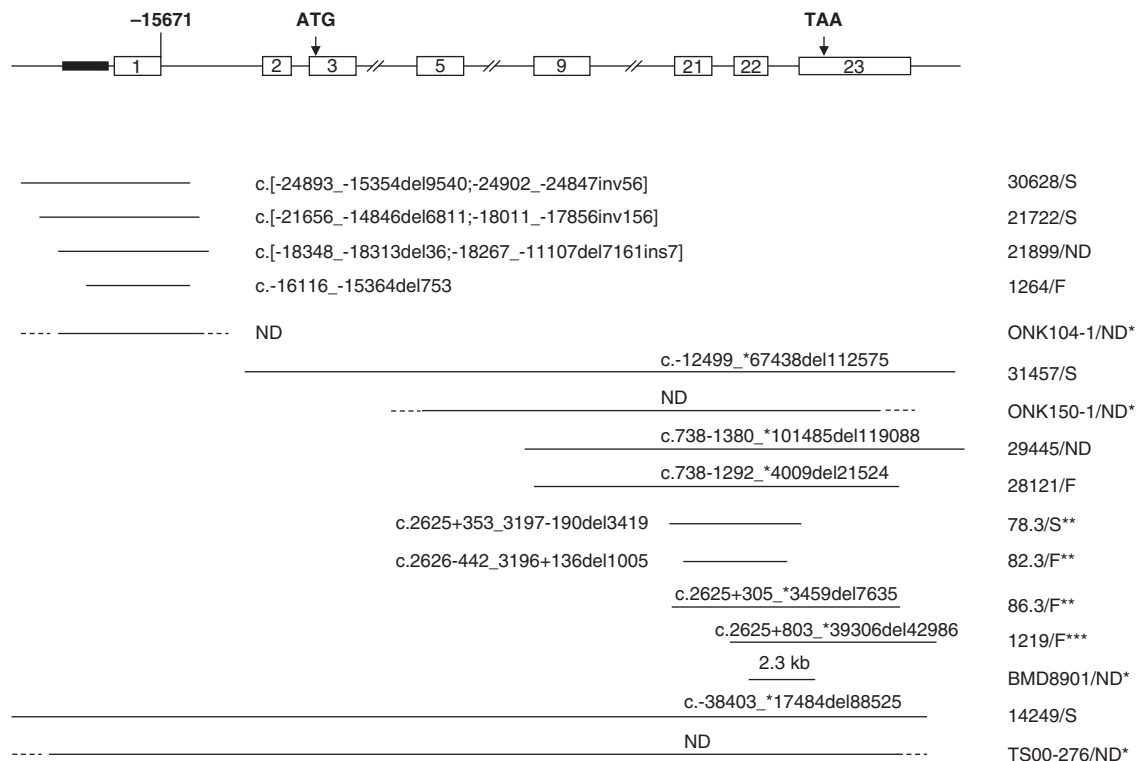 –15671 ATG TAA
1 2 3 5 9 21 22 23
c.[-24893_-15354del9540;-24902_-24847inv56] 30628/S
c.[-21656_-14846del6811;-18011_-17856inv156] 21722/S
c.[-18348_-18313del36;-18267_-11107del7161ins7] 21899/ND
c.-16116_-15364del753 1264/F
ND ONK104-1/ND*
c.-12499_*67438del112575 31457/S
ND ONK150-1/ND*
c.738-1380_*101485del119088 29445/ND
c.738-1292_*4009del21524 28121/F
c.2625+353_3197-190del3419 78.3/S**
c.2626-442_3196+136del1005 82.3/F**
c.2625+305_*3459del7635 86.3/F**
c.2625+803_*39306del42986 1219/F***
2.3 kb BMD8901/ND*
c.-38403_*17484del88525 14249/S
ND TS00-276/ND*